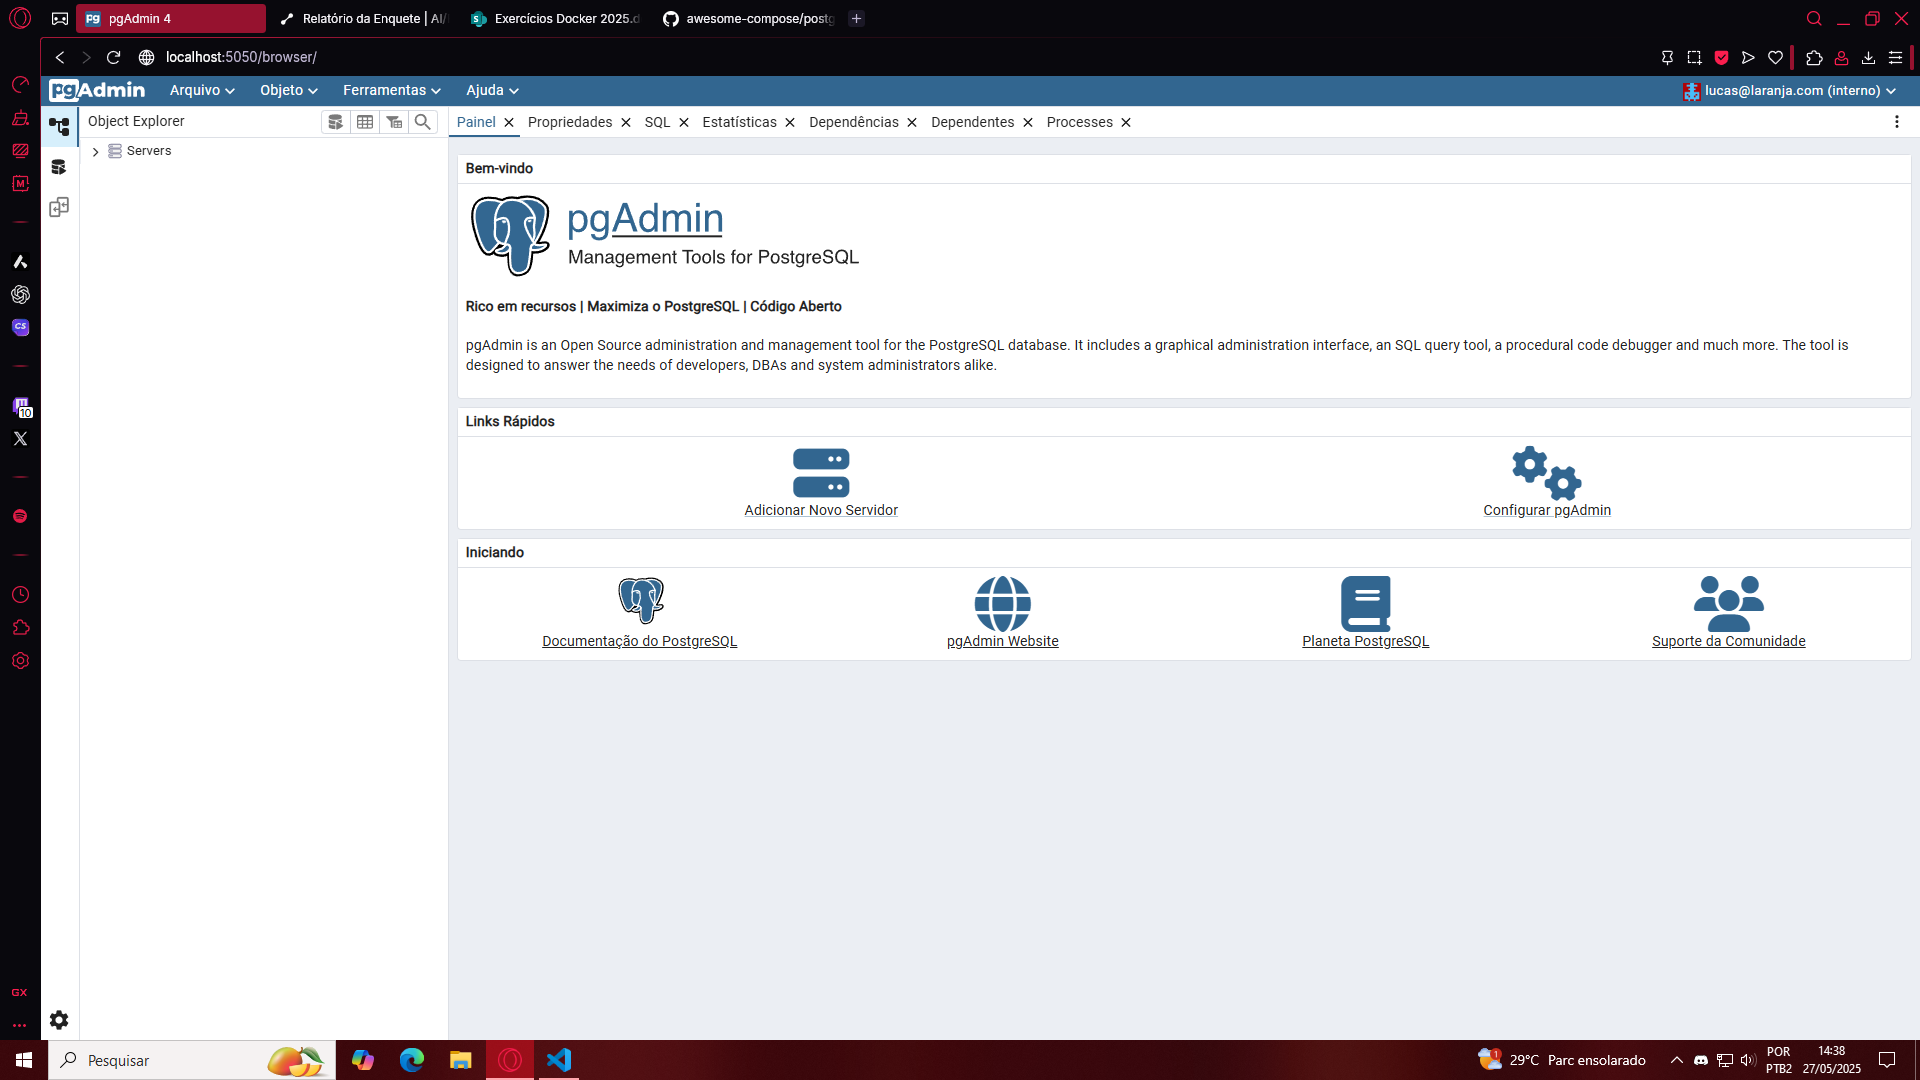 pgAdmin 4
Relatório da Enquete | AI/
Exercícios Docker 2025.d
awesome-compose/postg
localhost:5050/browser/
pgAdmin
Arquivo
Objeto
Ferramentas
Ajuda
lucas@laranja.com (interno)
Object Explorer
Painel
Propriedades
SQL
Estatísticas
Dependências
Dependentes
Processes
Servers
Bem-vindo
pgAdmin
Management Tools for PostgreSQL
Rico em recursos | Maximiza o PostgreSQL | Código Aberto
pgAdmin is an Open Source administration and management tool for the PostgreSQL database. It includes a graphical administration interface, an SQL query tool, a procedural code debugger and much more. The tool is
designed to answer the needs of developers, DBAs and system administrators alike.
Links Rápidos
Adicionar Novo Servidor
Configurar pgAdmin
Iniciando
Documentação do PostgreSQL
pgAdmin Website
Planeta PostgreSQL
Suporte da Comunidade
M
CS
10
GX
Pesquisar
1
29°C Parc ensolarado
POR
PTB2
14:38
27/05/2025